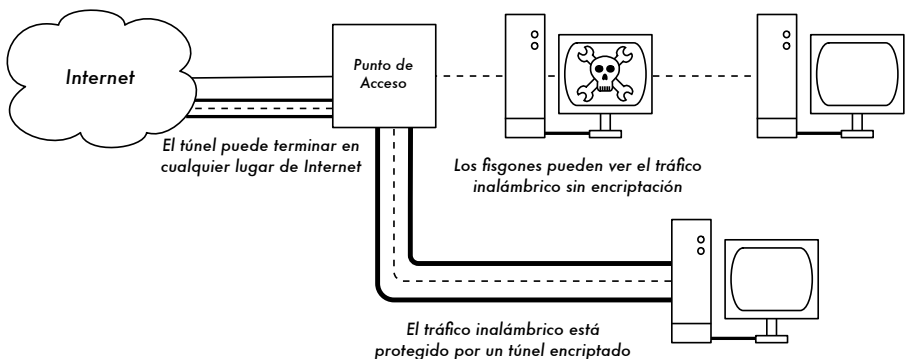 Internet
Punto de
Acceso
El túnel puede terminar en
cualquier lugar de Internet
Los fisgones pueden ver el tráfico
inalámbrico sin encriptación
El tráfico inalámbrico está
protegido por un túnel encriptado